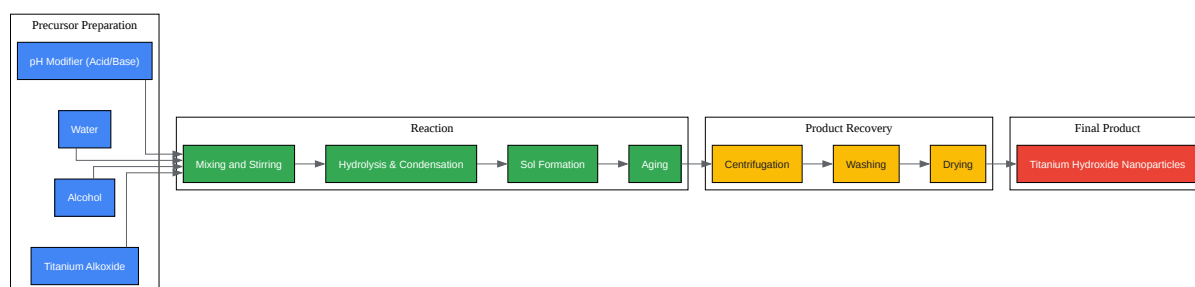 Precursor Preparation
pH Modifier (Acid/Base)
Water
Alcohol
Titanium Alkoxide
Reaction
Mixing and Stirring
Hydrolysis & Condensation
Sol Formation
Aging
Product Recovery
Centrifugation
Washing
Drying
Final Product
Titanium Hydroxide Nanoparticles